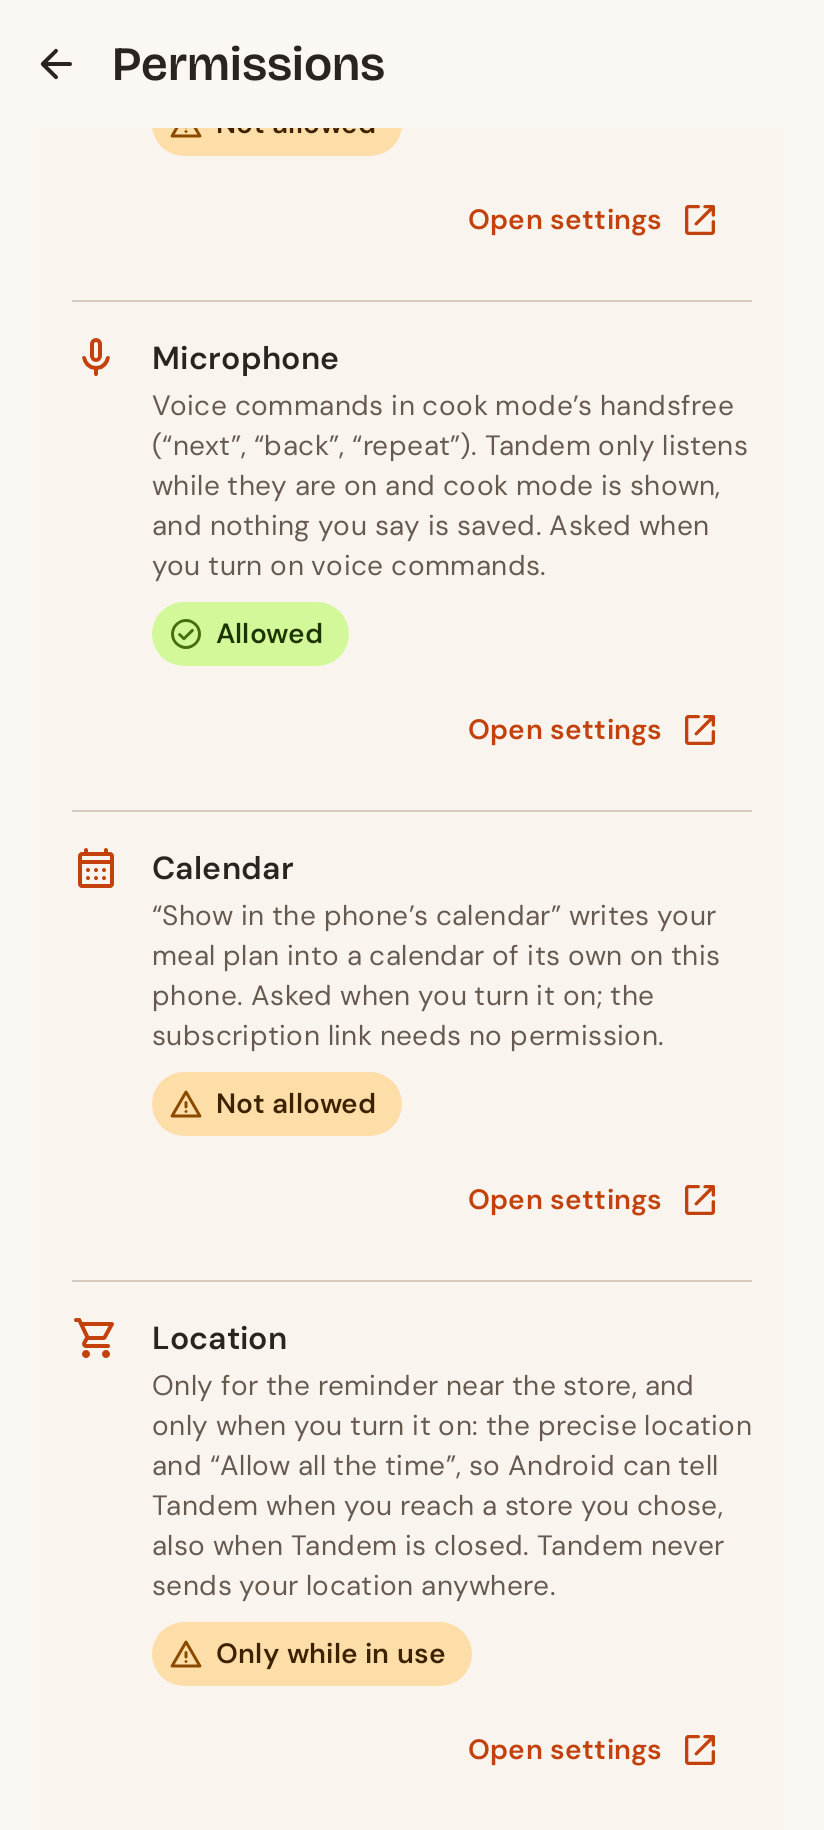 Permissions
Not allowed
Open settings
Microphone
Voice commands in cook mode’s handsfree
(“next”, “back”, “repeat”). Tandem only listens
while they are on and cook mode is shown,
and nothing you say is saved. Asked when
you turn on voice commands.
Allowed
Open settings
Calendar
“Show in the phone’s calendar” writes your
meal plan into a calendar of its own on this
phone. Asked when you turn it on; the
subscription link needs no permission.
Not allowed
Open settings
Location
Only for the reminder near the store, and
only when you turn it on: the precise location
and “Allow all the time”, so Android can tell
Tandem when you reach a store you chose,
also when Tandem is closed. Tandem never
sends your location anywhere.
Only while in use
Open settings